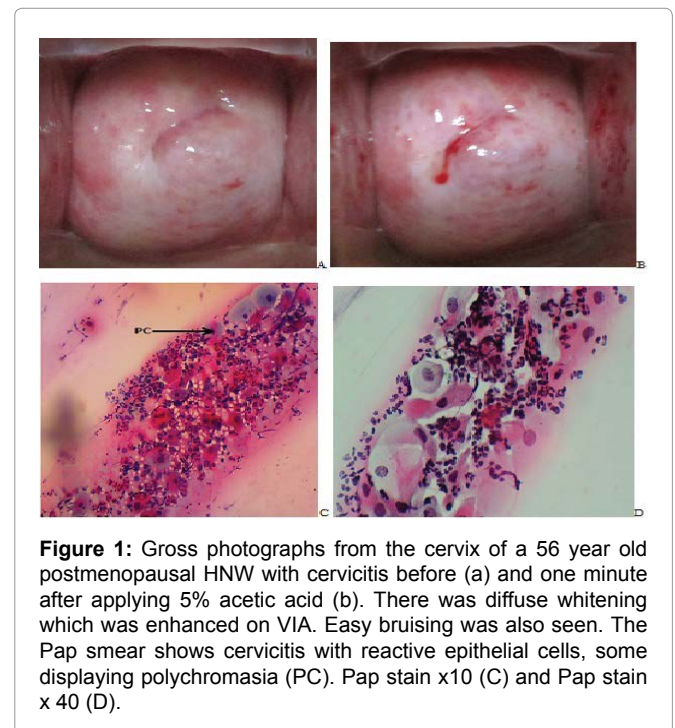 A
B
PC
C
D
Figure 1: Gross photographs from the cervix of a 56 year old
postmenopausal HNW with cervicitis before (a) and one minute
after applying 5% acetic acid (b). There was diffuse whitening
which was enhanced on VIA. Easy bruising was also seen. The
Pap smear shows cervicitis with reactive epithelial cells, some
displaying polychromasia (PC). Pap stain x10 (C) and Pap stain
x 40 (D).